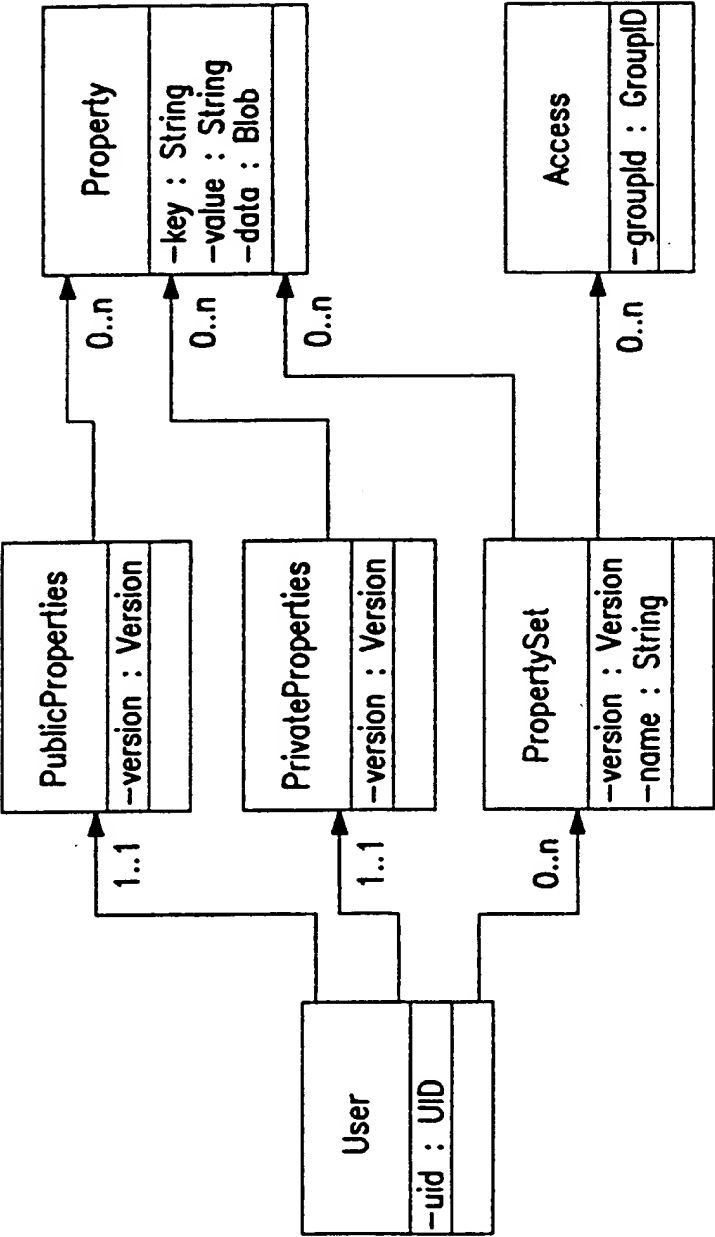 User
-uid : UID
1..1
1..1
0..n
PublicProperties
-version : Version
PrivateProperties
-version : Version
PropertySet
-version : Version
-name : String
0..n
0..n
0..n
0..n
Property
-key : String
-value : String
-data : Blob
Access
-groupId : GroupID